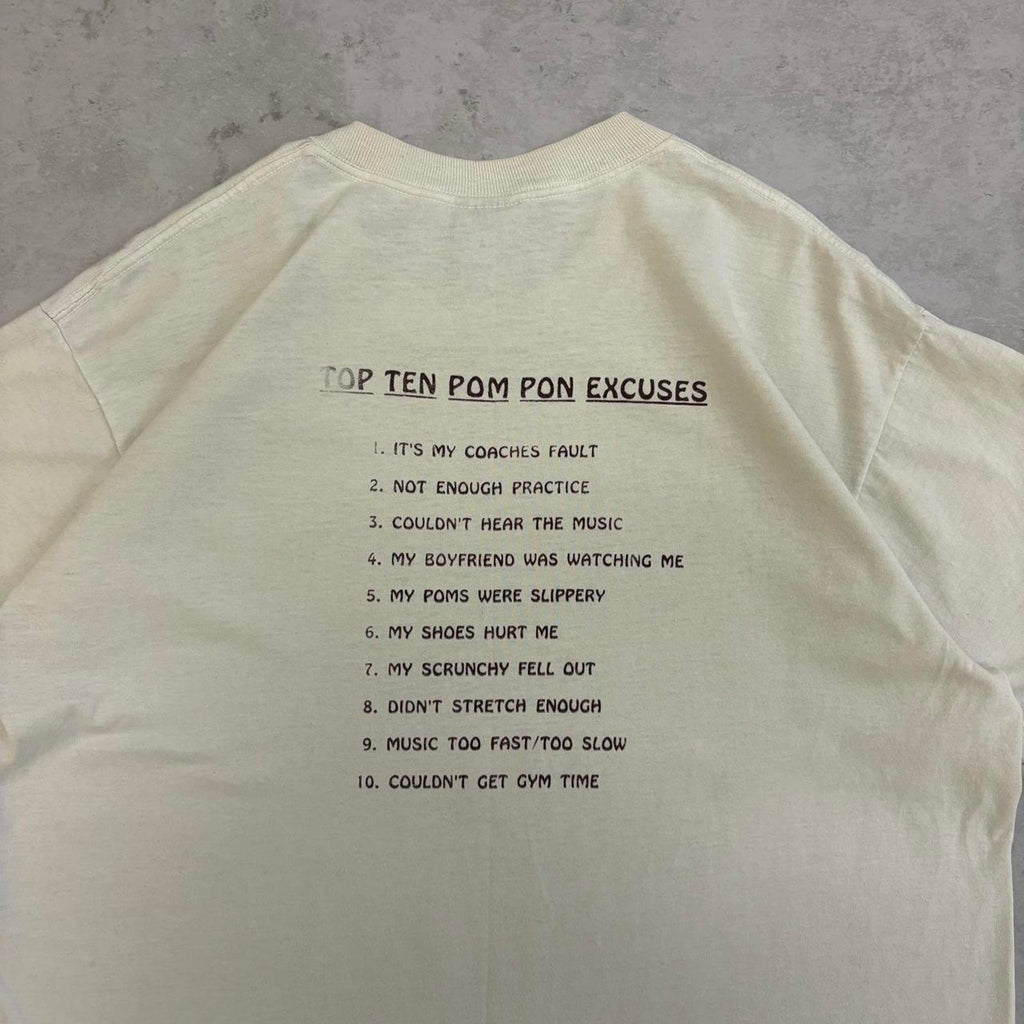 TOP TEN POM PON EXCUSES
1. IT'S MY COACHES FAULT
2. NOT ENOUGH PRACTICE
3. COULDN'T HEAR THE MUSIC
4. MY BOYFRIEND WAS WATCHING ME
5. MY POMS WERE SLIPPERY
6. MY SHOES HURT ME
7. MY SCRUNCHY FELL OUT
8. DIDN'T STRETCH ENOUGH
9. MUSIC TOO FAST/TOO SLOW
10. COULDN'T GET GYM TIME